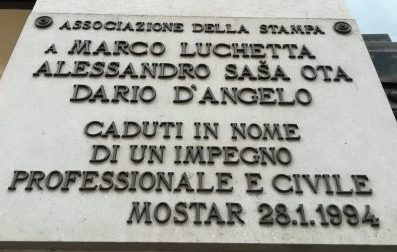 ASSOCIAZIONE DELLA STAMPA
A MARCO LUCHETTA
ALESSANDRO SAŠA OTA
DARIO D'ANGELO
CADUTI IN NOME
DI UN IMPEGNO
PROFESSIONALE E CIVILE
MOSTAR 28.1.1994